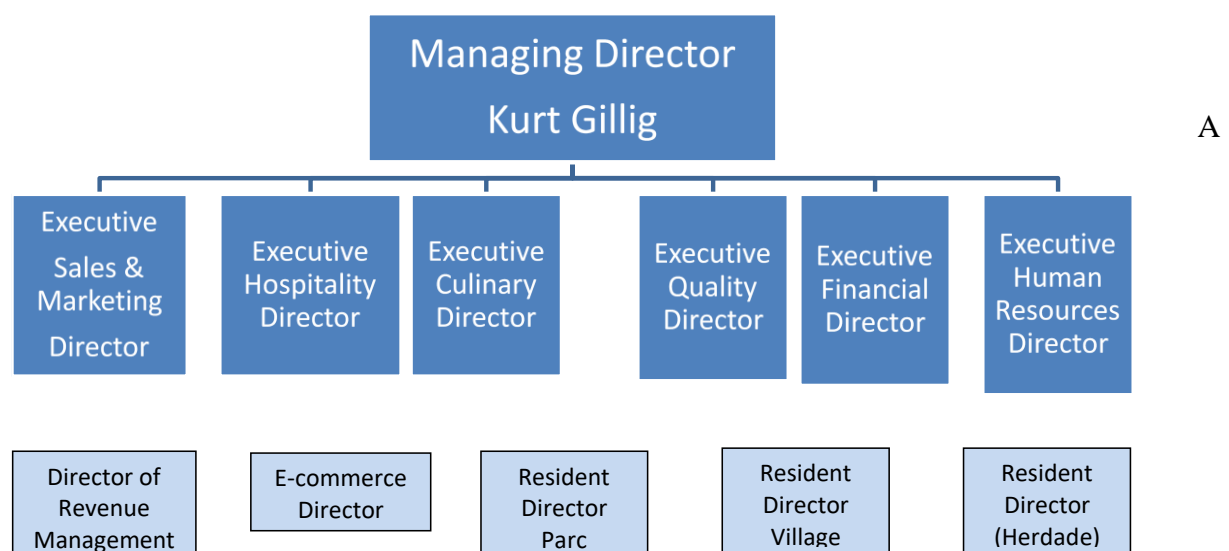 Managing Director
Kurt Gillig
A
Executive
Sales &
Marketing
Director
Executive
Hospitality
Director
Executive
Culinary
Director
Executive
Quality
Director
Executive
Financial
Director
Executive
Human
Resources
Director
Director of
Revenue
Management
E-commerce
Director
Resident
Director
Parc
Resident
Director
Village
Resident
Director
(Herdade)